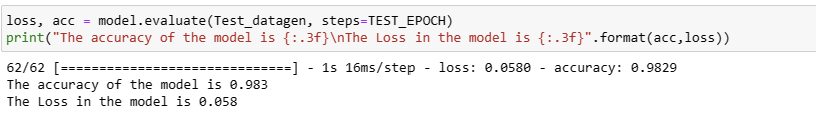 loss, acc = model.evaluate(Test_datagen, steps=TEST_EPOCH)
print("The accuracy of the model is {:.3f}\nThe Loss in the model is {:.3f}".format(acc,loss))
62/62 [==============================] - 1s 16ms/step - loss: 0.0580 - accuracy: 0.9829
The accuracy of the model is 0.983
The Loss in the model is 0.058